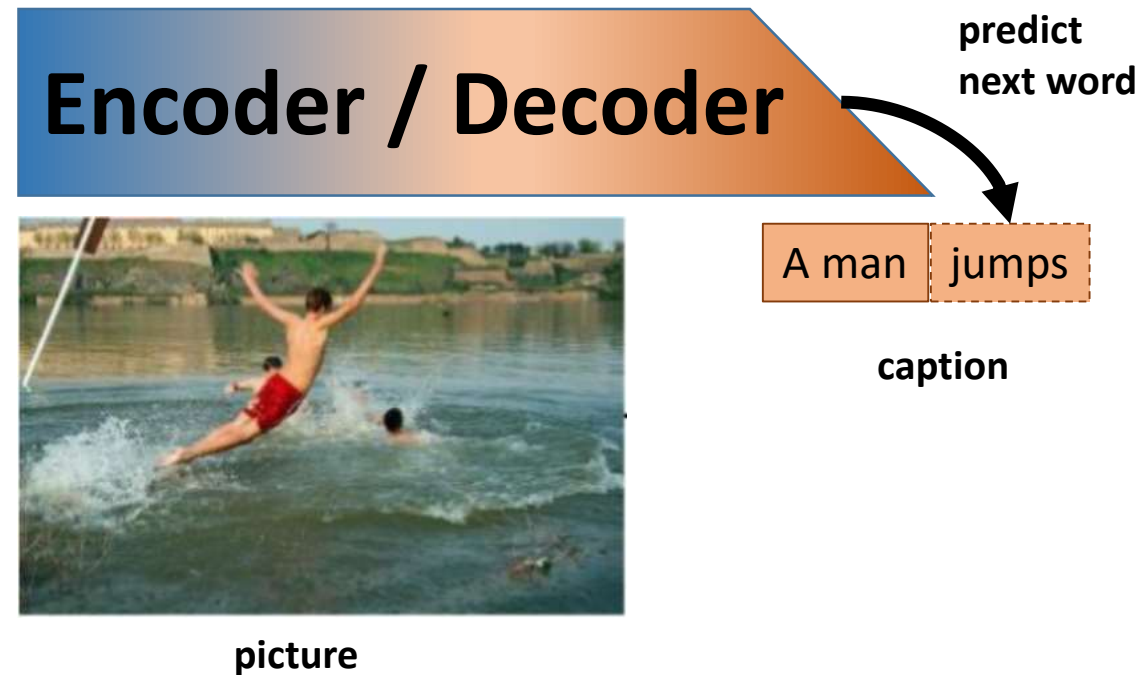 Encoder / Decoder
predict
next word
A man jumps
caption
picture